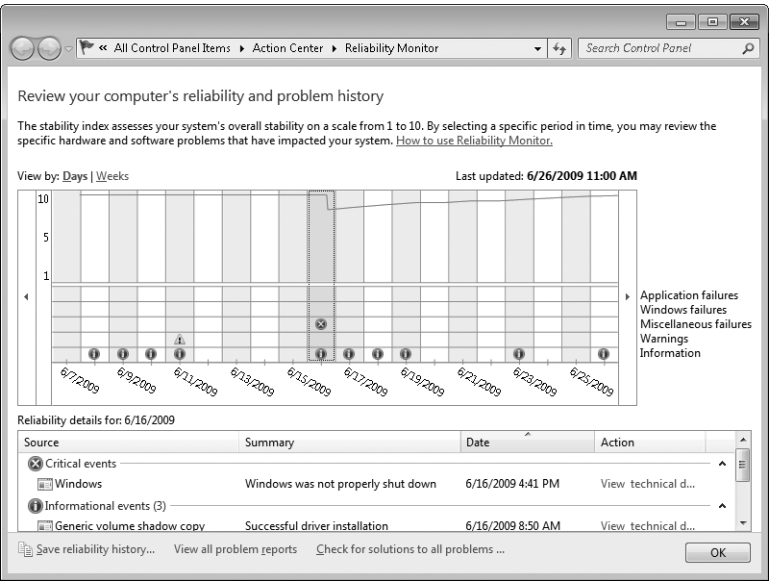 « All Control Panel Items ▸ Action Center ▸ Reliability Monitor
Search Control Panel
Review your computer's reliability and problem history
The stability index assesses your system's overall stability on a scale from 1 to 10. By selecting a specific period in time, you may review the
specific hardware and software problems that have impacted your system. How to use Reliability Monitor.
View by: Days | Weeks
Last updated: 6/26/2009 11:00 AM
10
5
1
Application failures
Windows failures
Miscellaneous failures
Warnings
Information
6/7/2009 6/9/2009 6/11/2009 6/13/2009 6/15/2009 6/17/2009 6/19/2009 6/21/2009 6/23/2009 6/25/2009
Reliability details for: 6/16/2009
Source Summary Date Action
Critical events
Windows Windows was not properly shut down 6/16/2009 4:41 PM View technical d...
Informational events (3)
Generic volume shadow copy Successful driver installation 6/16/2009 8:50 AM View technical d...
Save reliability history... View all problem reports Check for solutions to all problems ...
OK